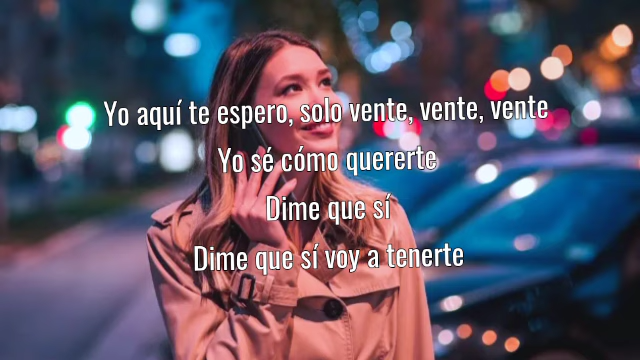 Yo aquí te espero, solo vente, vente, vente
Yo sé cómo quererte
Dime que sí
Dime que sí voy a tenerte